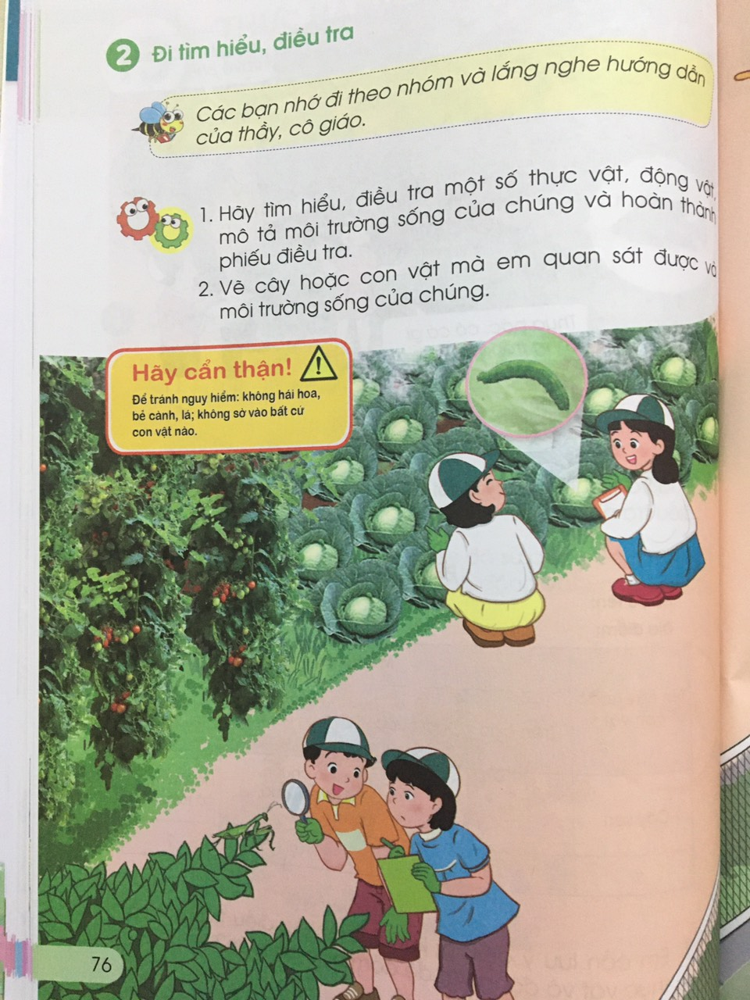 2 Đi tìm hiểu, điều tra
Các bạn nhớ đi theo nhóm và lắng nghe hướng dẫn
của thầy, cô giáo.
1. Hãy tìm hiểu, điều tra một số thực vật, động vật,
mô tả môi trường sống của chúng và hoàn thành
phiếu điều tra.
2. Vẽ cây hoặc con vật mà em quan sát được và
môi trường sống của chúng.
Hãy cẩn thận!
Để tránh nguy hiểm: không hái hoa,
bẻ cành, lá; không sờ vào bất cứ
con vật nào.
76